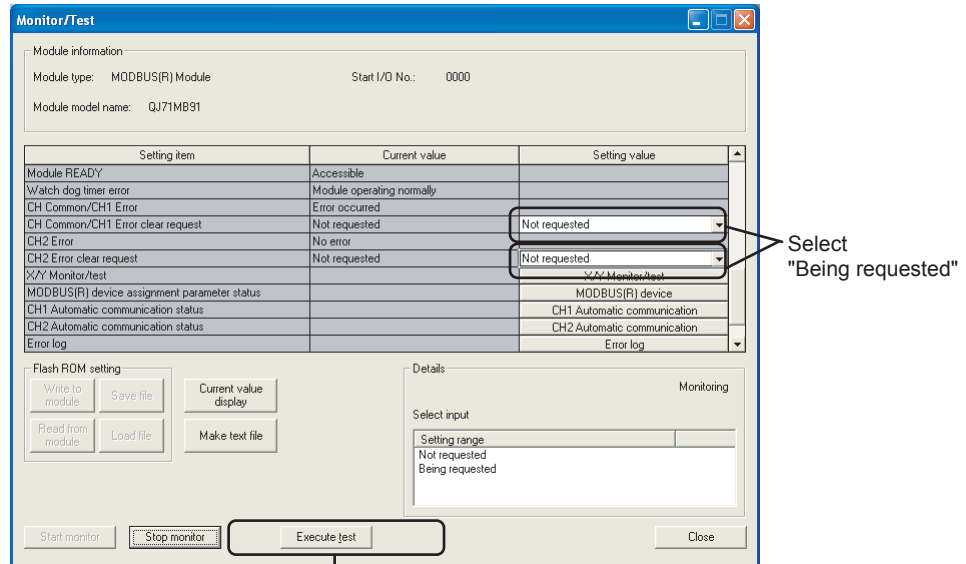 Monitor/Test
Module information
Module type: MODBUS(R) Module Start I/O No.: 0000
Module model name: QJ71MB91
Setting item Current value Setting value
Module READY Accessible
Watch dog timer error Module operating normally
CH Common/CH1 Error Error occurred
CH Common/CH1 Error clear request Not requested Not requested
CH2 Error No error
CH2 Error clear request Not requested Not requested
X/Y Monitor/test X/Y Monitor/test
MODBUS(R) device assignment parameter status MODBUS(R) device
CH1 Automatic communication status CH1 Automatic communication
CH2 Automatic communication status CH2 Automatic communication
Error log Error log
Select
"Being requested"
Flash ROM setting
Write to
module
Save file
Current value
display
Read from
module
Load file
Make text file
Details
Monitoring
Select input
Setting range
Not requested
Being requested
Start monitor Stop monitor Execute test Close